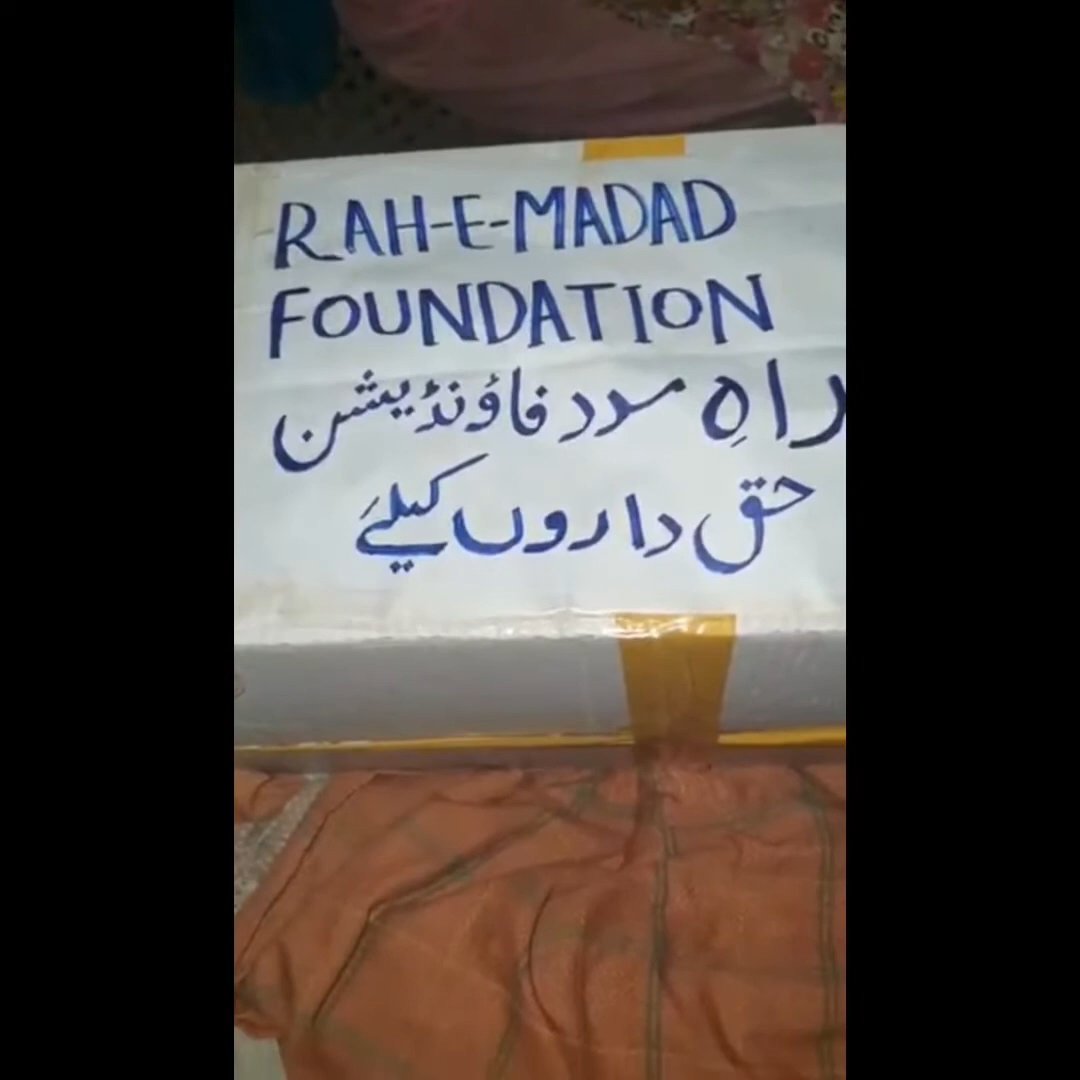 RAH-E-MADAD
FOUNDATION
راہِ مدد فاؤنڈیشن
حق داروں کیلئے